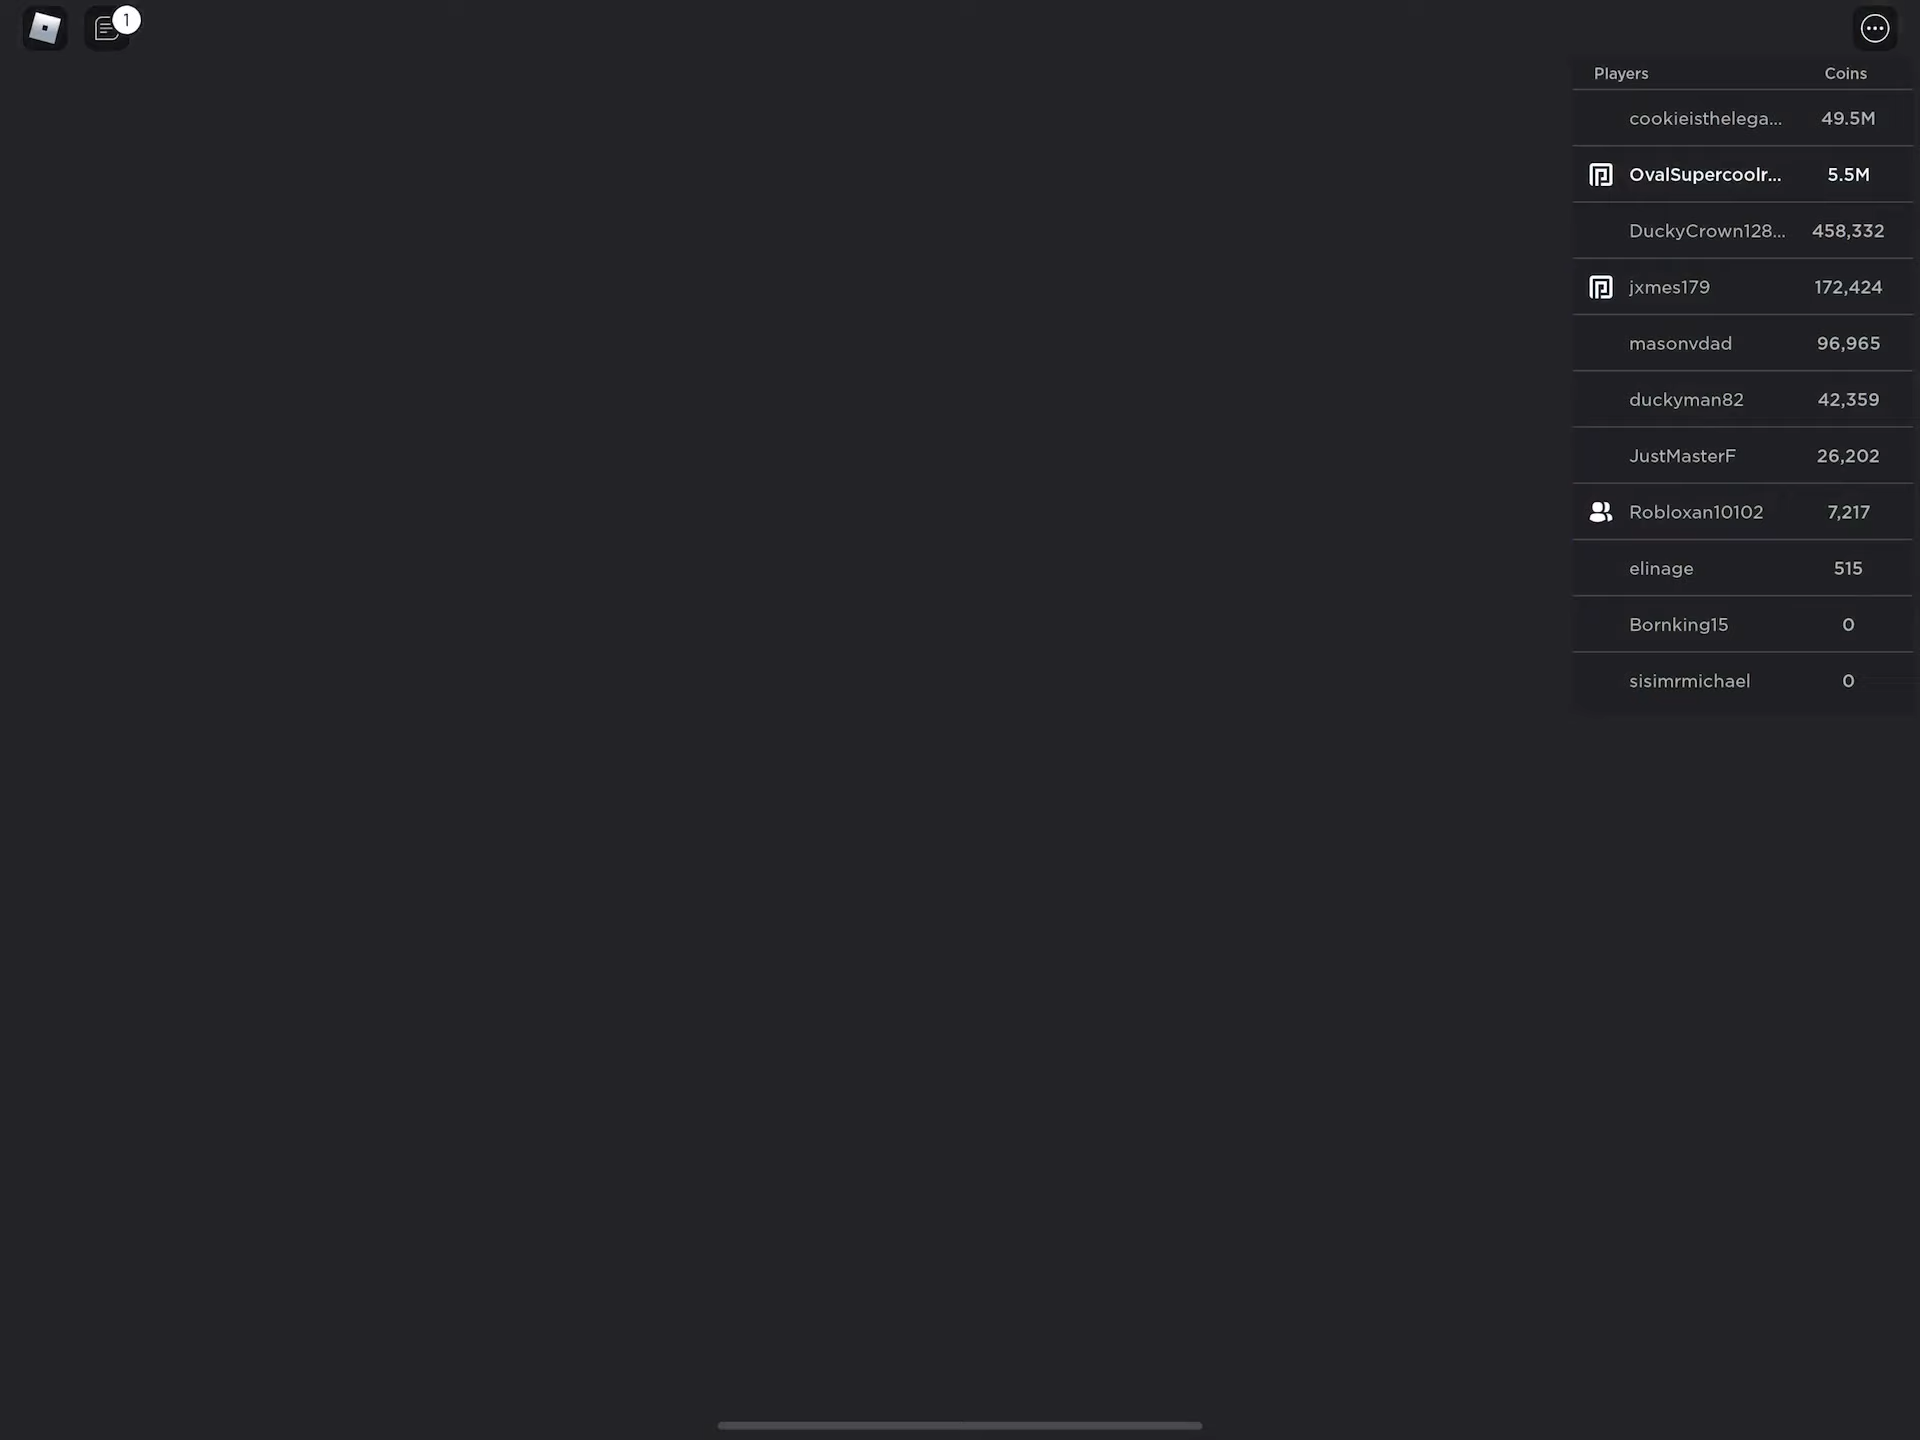 1
Players Coins
cookieisthelega... 49.5M
OvalSupercoolr... 5.5M
DuckyCrown128... 458,332
jxmes179 172,424
masonvdad 96,965
duckyman82 42,359
JustMasterF 26,202
Robloxan10102 7,217
elinage 515
Bornking15 0
sisimrmichael 0